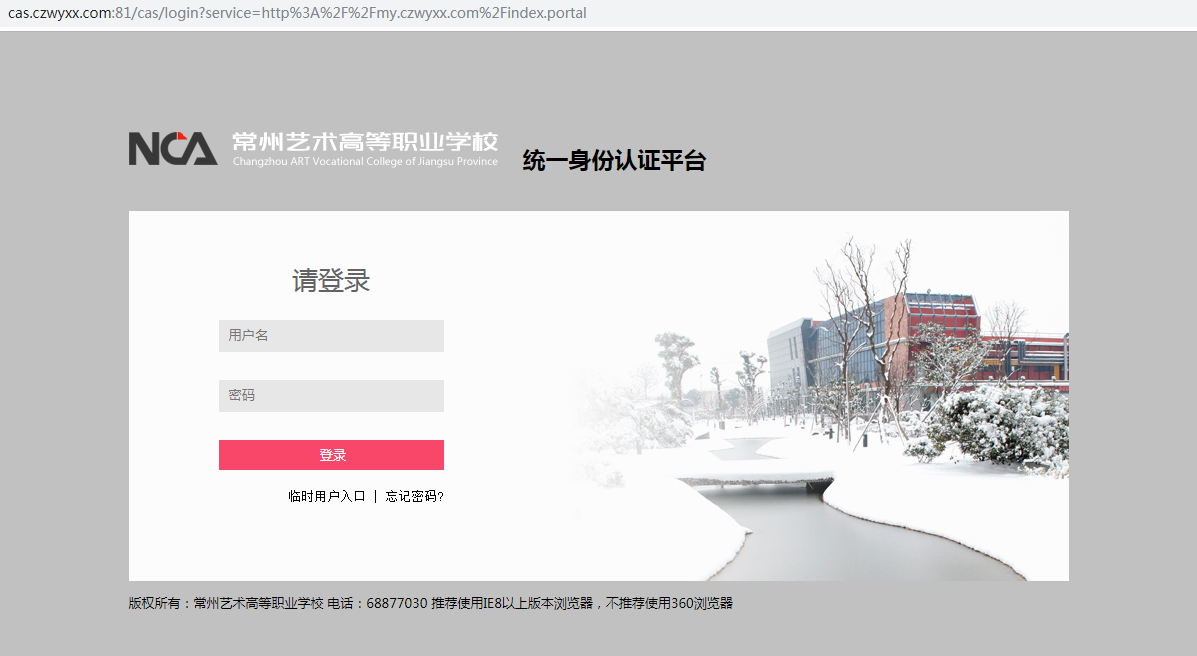 cas.czwyxx.com:81/cas/login?service=http%3A%2F%2Fmy.czwyxx.com%2Findex.portal
NCA 常州艺术高等职业学校
Changzhou ART Vocational College of Jiangsu Province
统一身份认证平台
请登录
用户名
密码
登录
临时用户入口 | 忘记密码?
版权所有：常州艺术高等职业学校 电话：68877030 推荐使用IE8以上版本浏览器，不推荐使用360浏览器